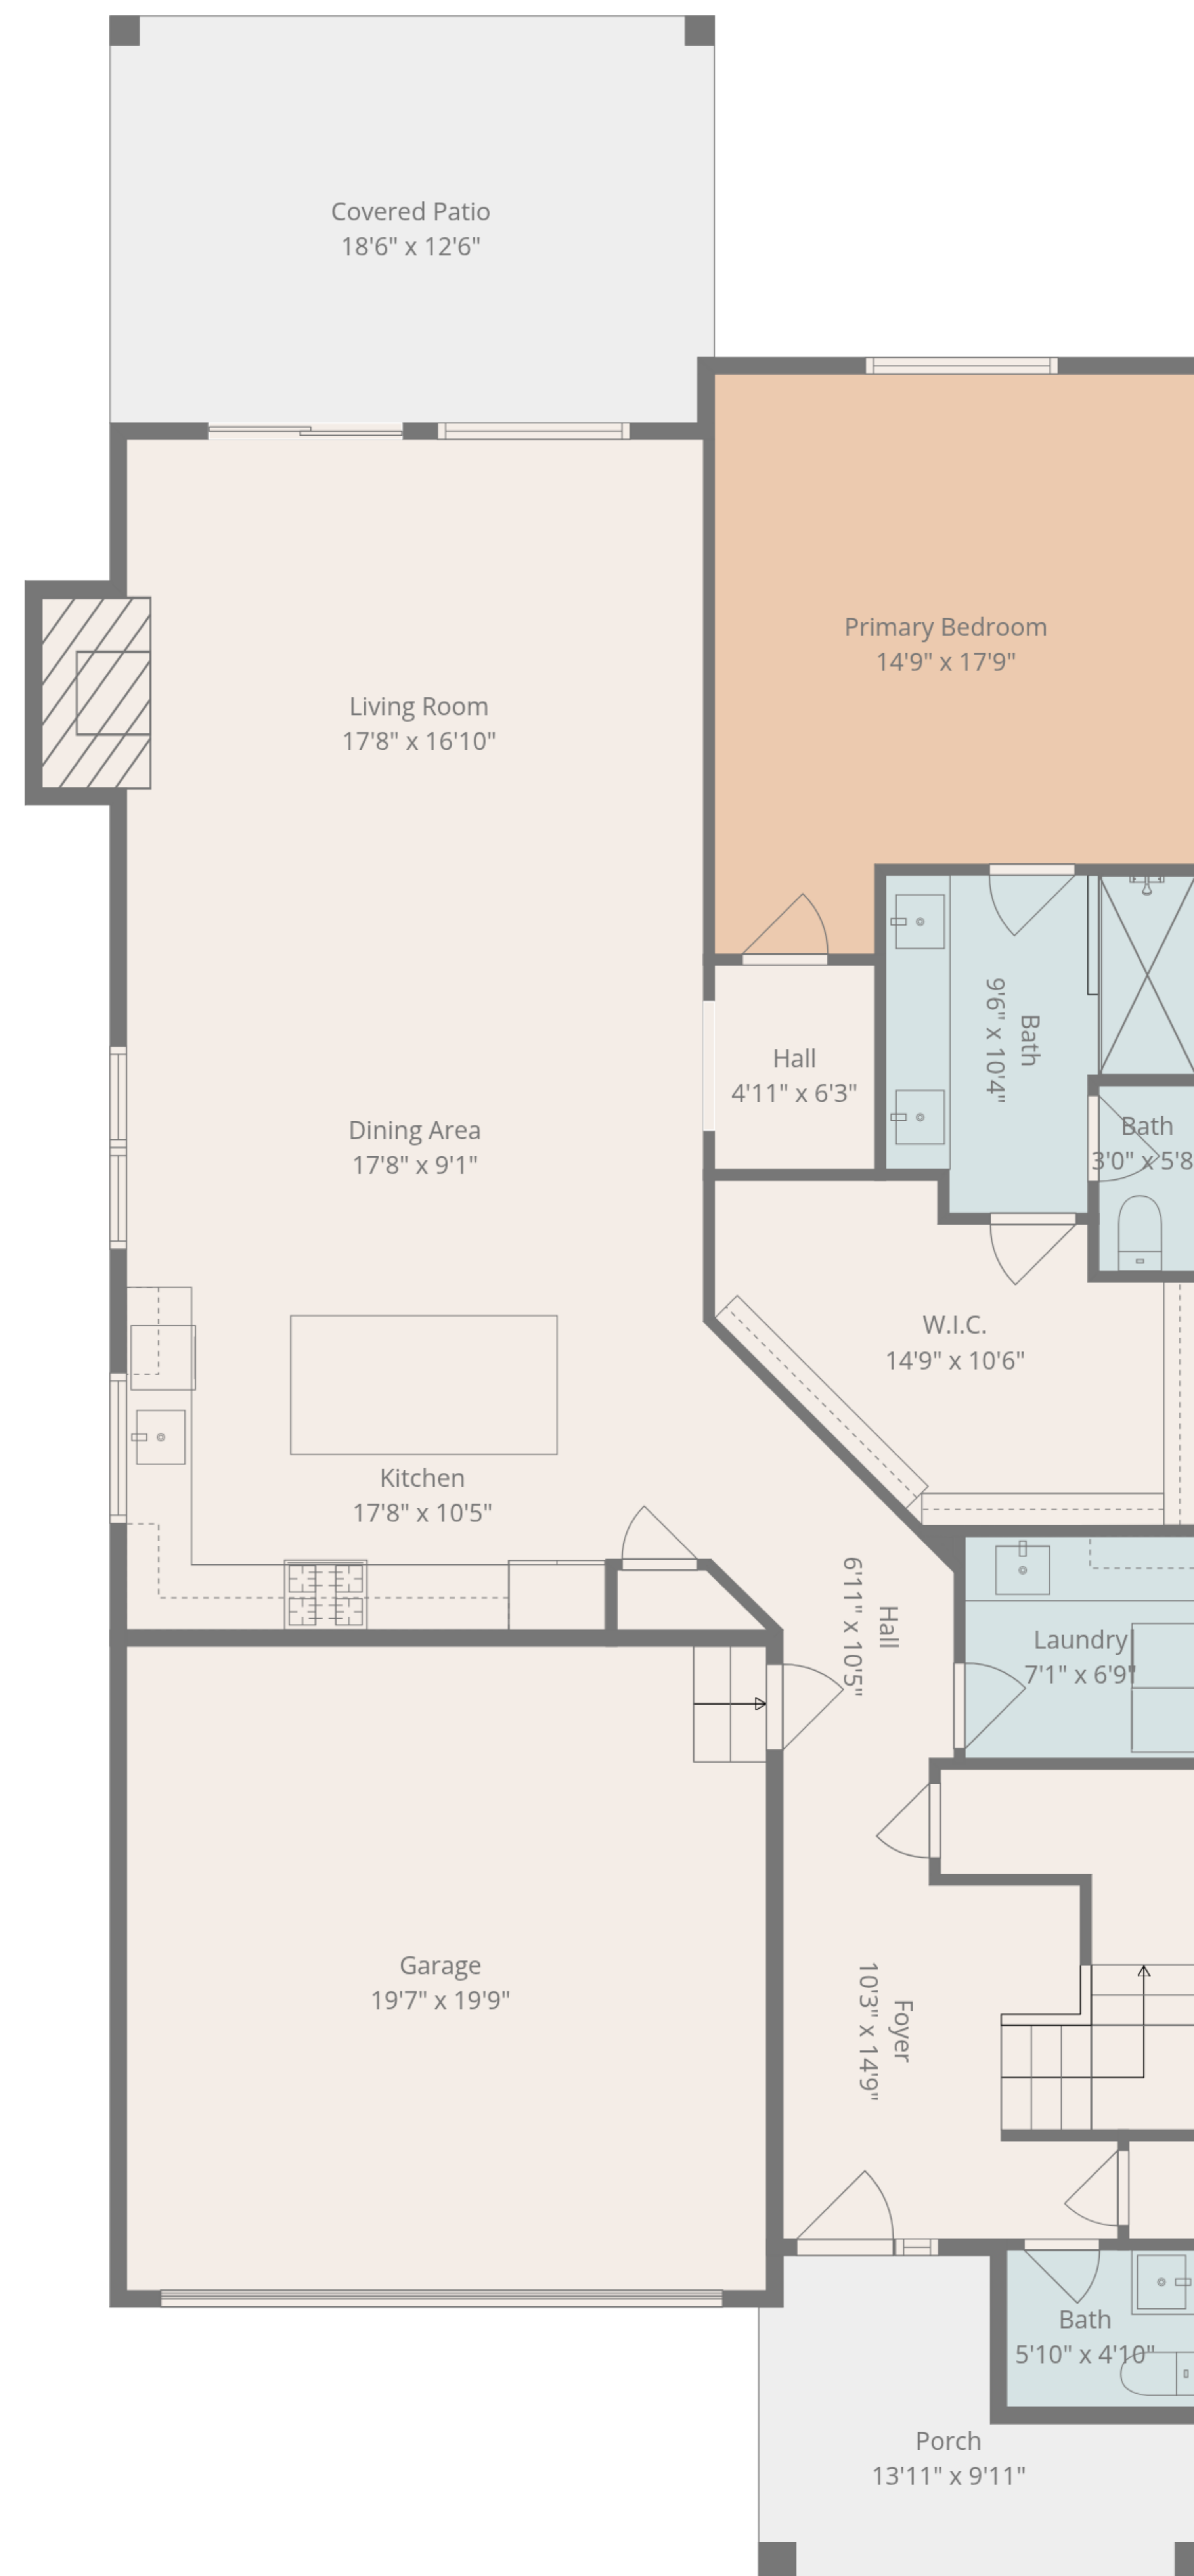 Covered Patio
18'6" x 12'6"
Primary Bedroom
14'9" x 17'9"
Living Room
17'8" x 16'10"
Bath
9'6" x 10'4"
Hall
4'11" x 6'3"
Bath
3'0" x 5'8
Dining Area
17'8" x 9'1"
W.I.C.
14'9" x 10'6"
Kitchen
17'8" x 10'5"
Hall
6'11" x 10'5"
Laundry
7'1" x 6'9"
Garage
19'7" x 19'9"
Foyer
10'3" x 14'9"
Bath
5'10" x 4'10"
Porch
13'11" x 9'11"